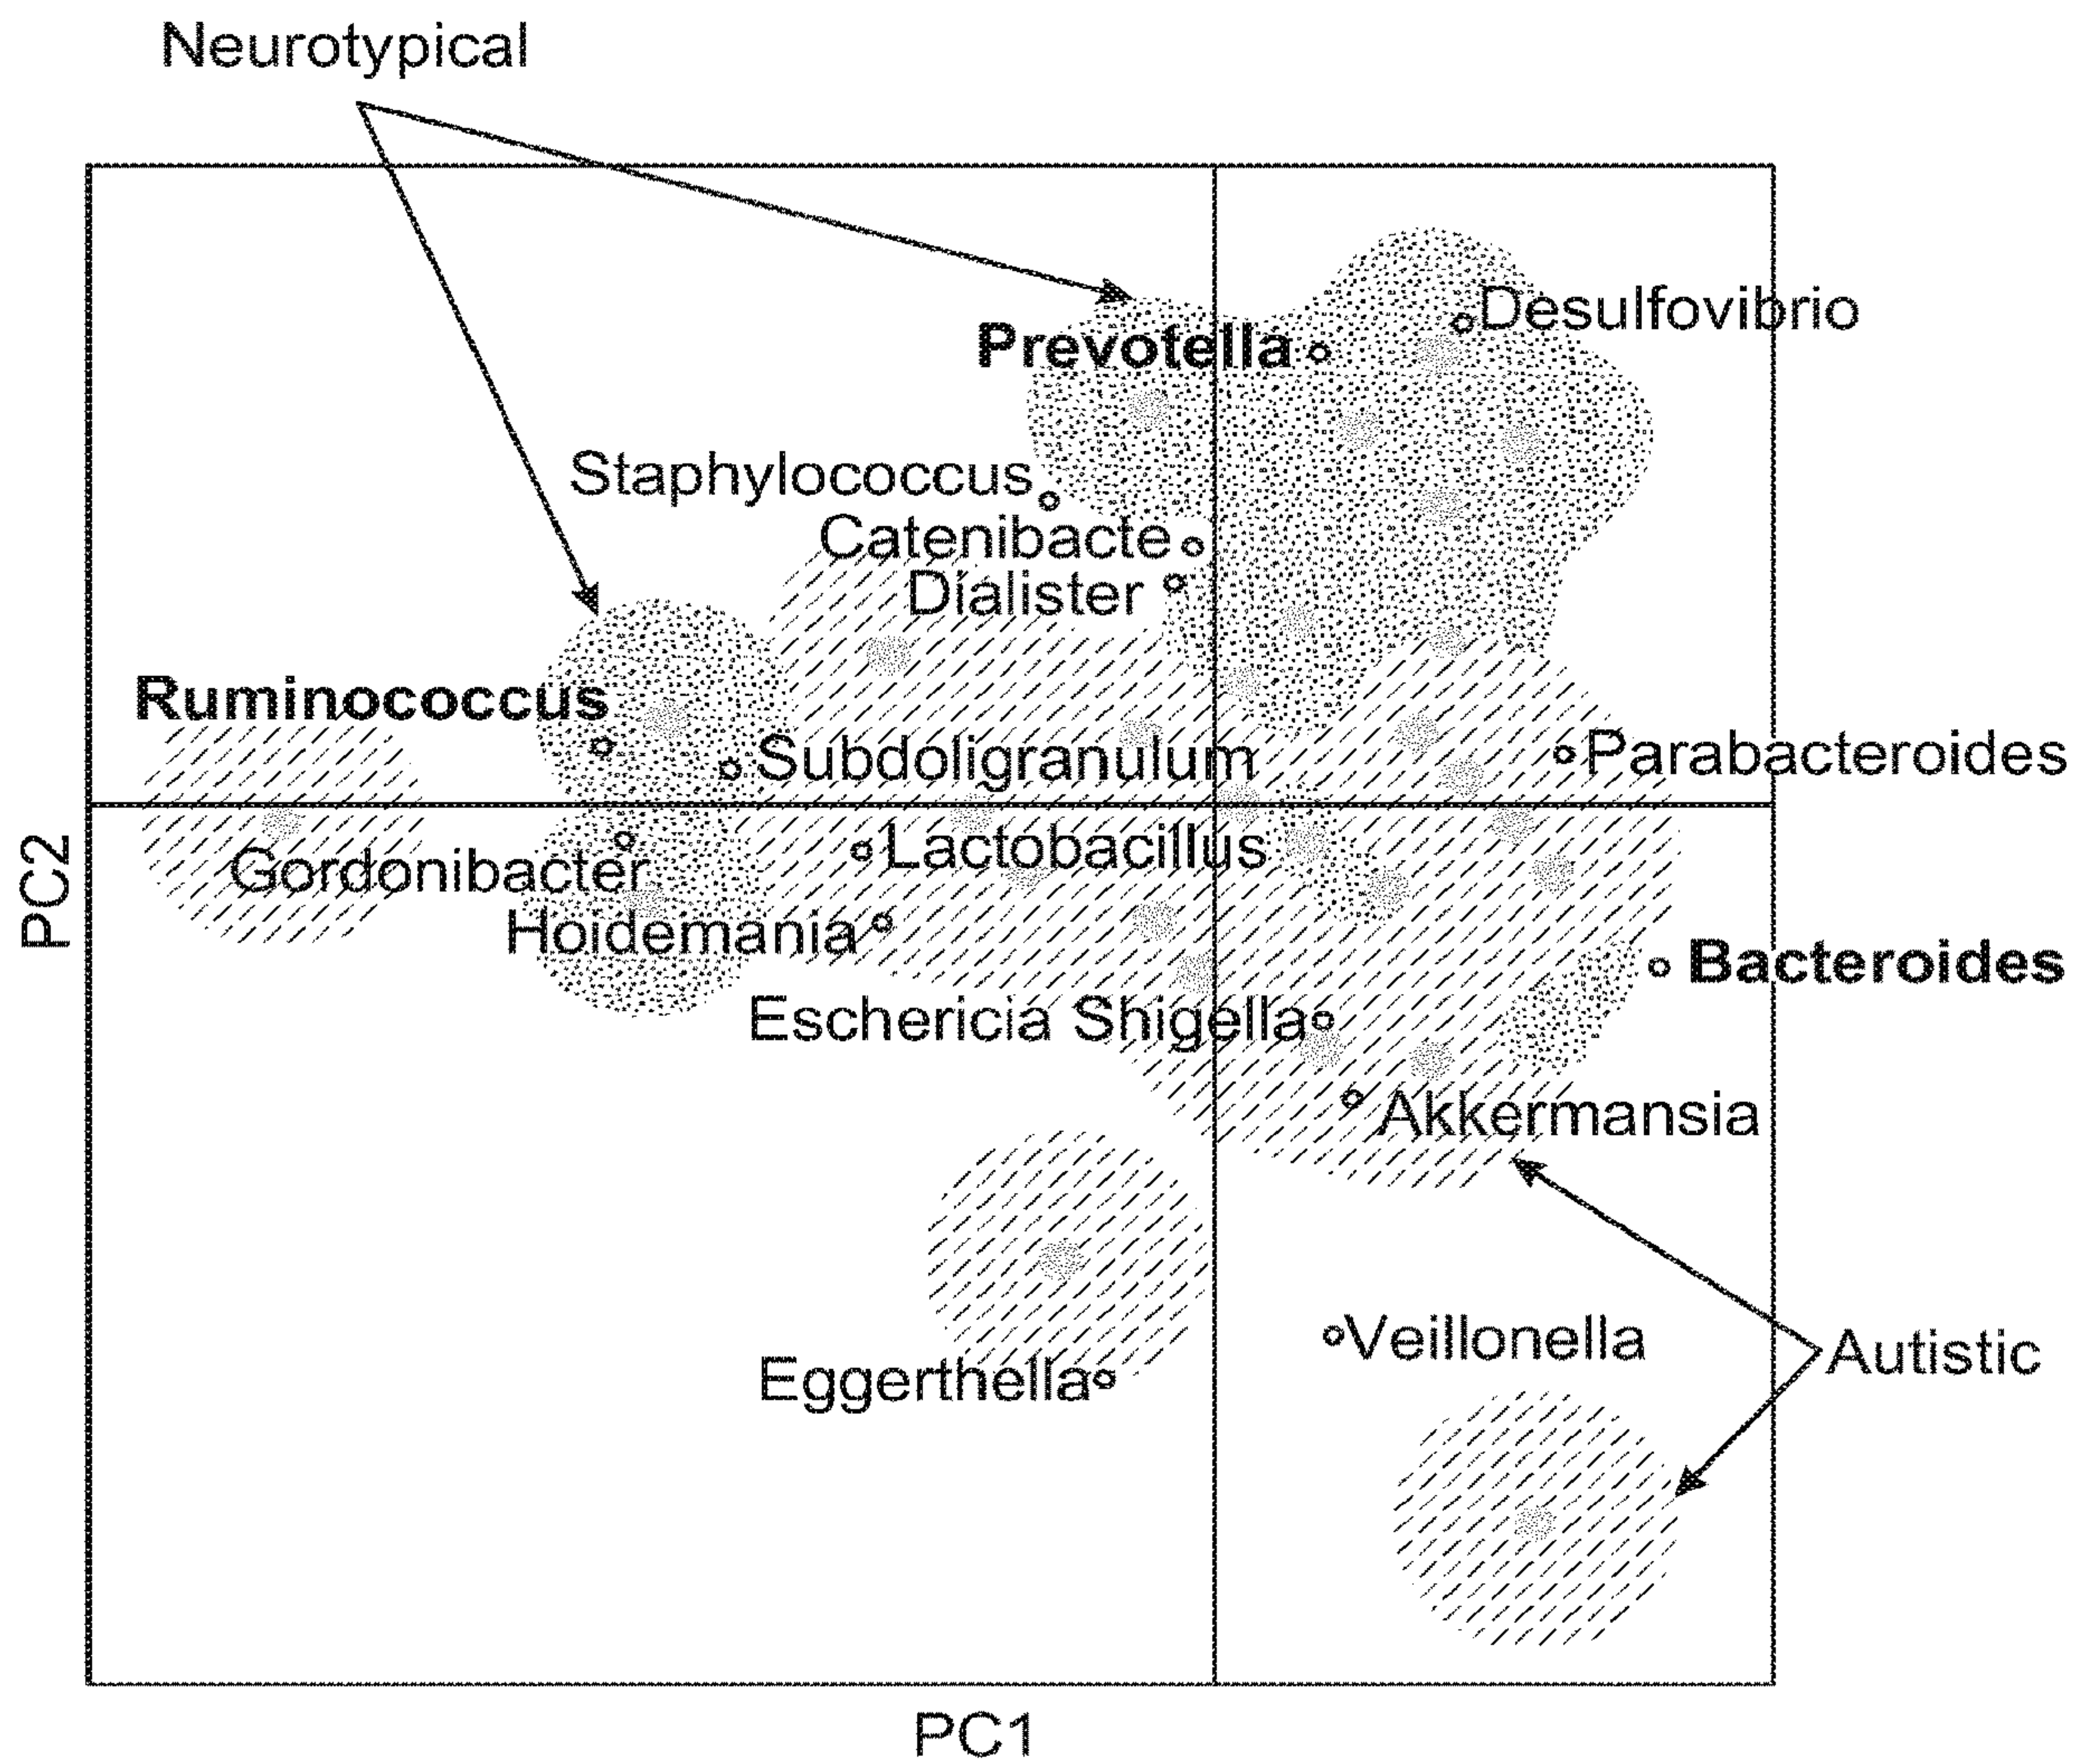 Neurotypical
Desulfovibrio
Prevotella
Staphylococcus
Catenibacte
Dialister
Ruminococcus
Subdoligranulum
Parabacteroides
Lactobacillus
Gordonibacter
Hoidemania
Bacteroides
Eschericia Shigella
Akkermansia
Veillonella
Autistic
Eggerthella
PC2
PC1